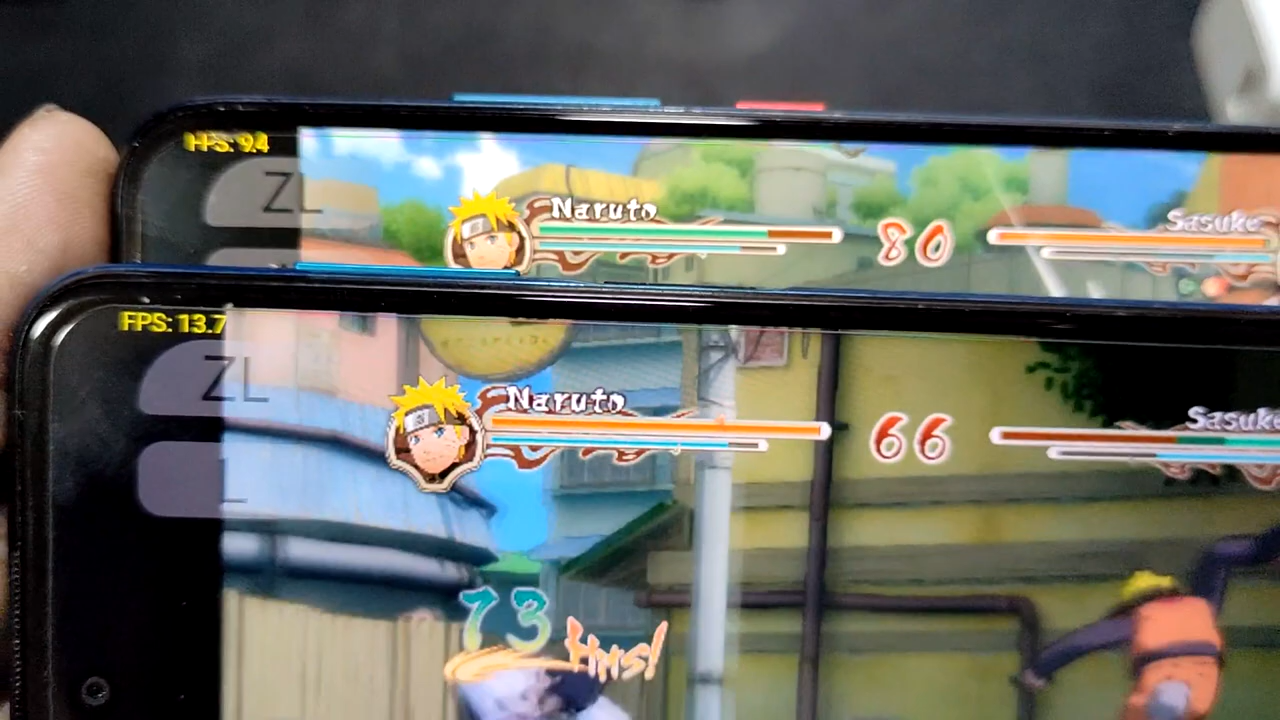 FPS: 9.4
ZL
Naruto
80
Sasuke
FPS: 13.7
ZL
Naruto
66
Sasuke
L
73
Hits!